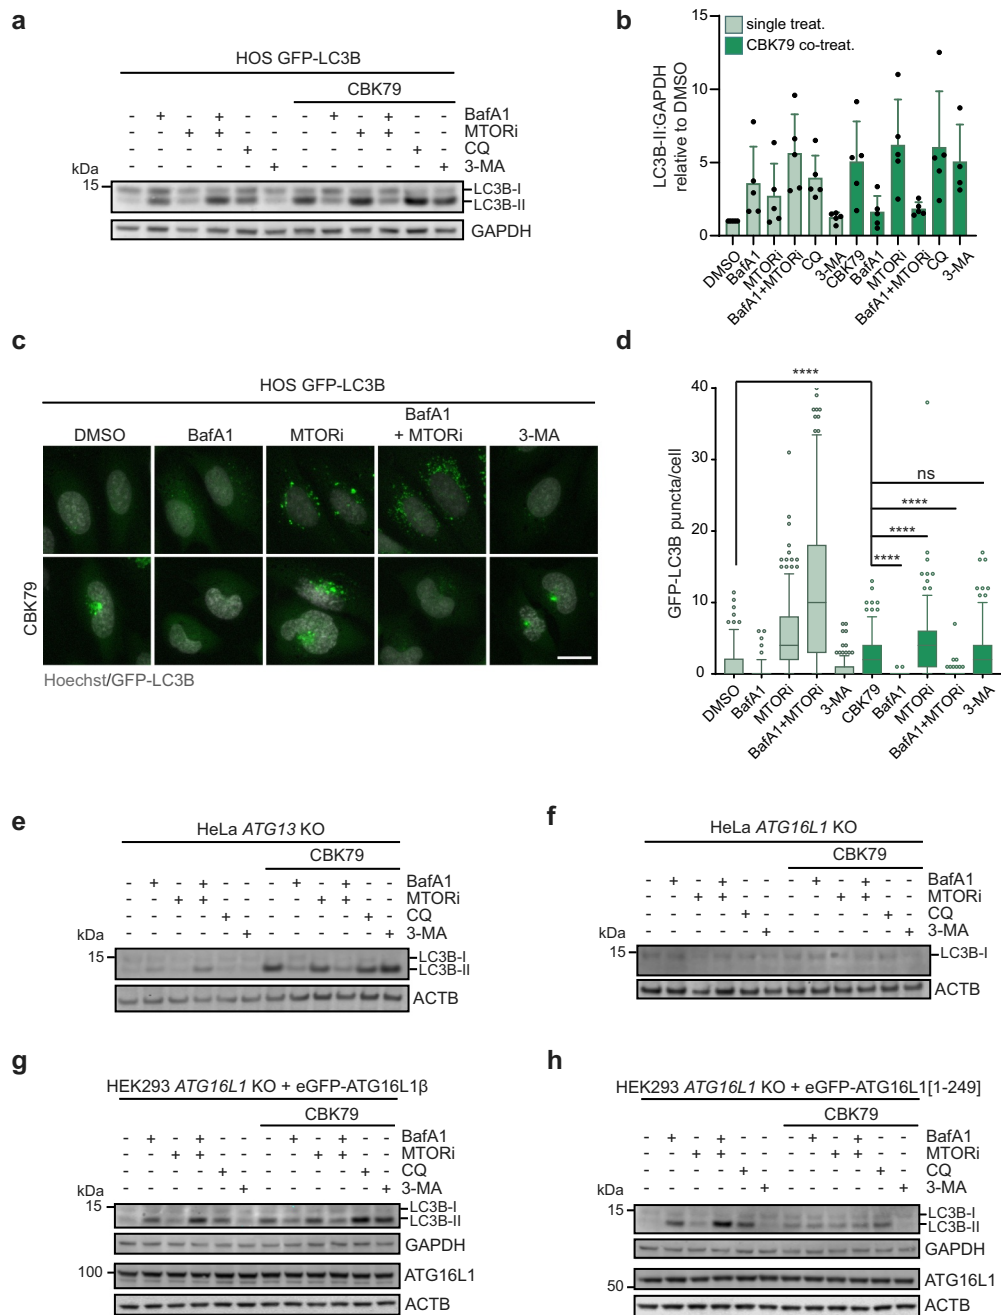 a
HOS GFP-LC3B
CBK79
- + - + - - - + - + - - BafA1
- - + + - - - - + + - - MTORi
- - - - + - - - - - + - CQ
- - - - - + - - - - - + 3-MA
kDa
15
LC3B-I
LC3B-II
GAPDH
b
single treat.
CBK79 co-treat.
LC3B-II:GAPDH
relative to DMSO
15
10
5
0
DMSO
BafA1
MTORi
BafA1+MTORi
CQ
3-MA
CBK79
BafA1
MTORi
BafA1+MTORi
CQ
3-MA
c
HOS GFP-LC3B
DMSO
BafA1
MTORi
BafA1
+ MTORi
3-MA
CBK79
Hoechst/GFP-LC3B
d
GFP-LC3B puncta/cell
40
30
20
10
0
****
ns
****
****
****
DMSO
BafA1
MTORi
BafA1+MTORi
3-MA
CBK79
BafA1
MTORi
BafA1+MTORi
3-MA
e
HeLa ATG13 KO
CBK79
- + - + - - - + - + - - BafA1
- - + + - - - - + + - - MTORi
- - - - + - - - - - + - CQ
- - - - - + - - - - - + 3-MA
kDa
15
LC3B-I
LC3B-II
ACTB
f
HeLa ATG16L1 KO
CBK79
- + - + - - - + - + - - BafA1
- - + + - - - - + + - - MTORi
- - - - + - - - - - + - CQ
- - - - - + - - - - - + 3-MA
kDa
15
LC3B-I
ACTB
g
HEK293 ATG16L1 KO + eGFP-ATG16L1β
CBK79
- + - + - - - + - + - - BafA1
- - + + - - - - + + - - MTORi
- - - - + - - - - - + - CQ
- - - - - + - - - - - + 3-MA
kDa
15
LC3B-I
LC3B-II
GAPDH
100
ATG16L1
ACTB
h
HEK293 ATG16L1 KO + eGFP-ATG16L1[1-249]
CBK79
- + - + - - - + - + - - BafA1
- - + + - - - - + + - - MTORi
- - - - + - - - - - + - CQ
- - - - - + - - - - - + 3-MA
kDa
15
LC3B-I
LC3B-II
GAPDH
ATG16L1
50
ACTB